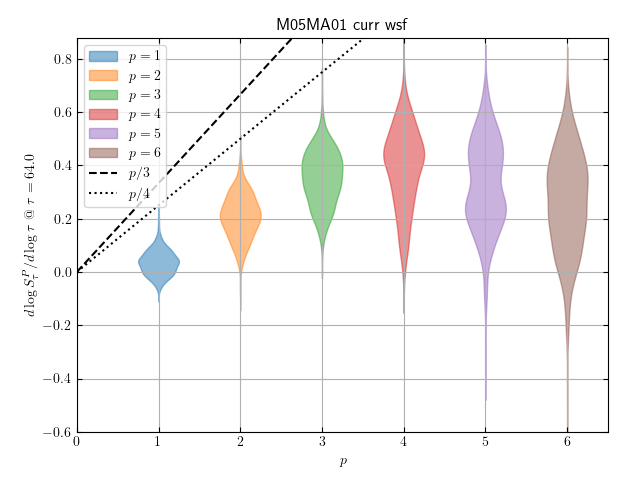 M05MA01 curr wsf
d log S_τ^P / d log τ @ τ = 64.0
0.8
0.6
0.4
0.2
0.0
−0.2
−0.4
−0.6
p = 1
p = 2
p = 3
p = 4
p = 5
p = 6
p/3
p/4
0 1 2 3 4 5 6
p